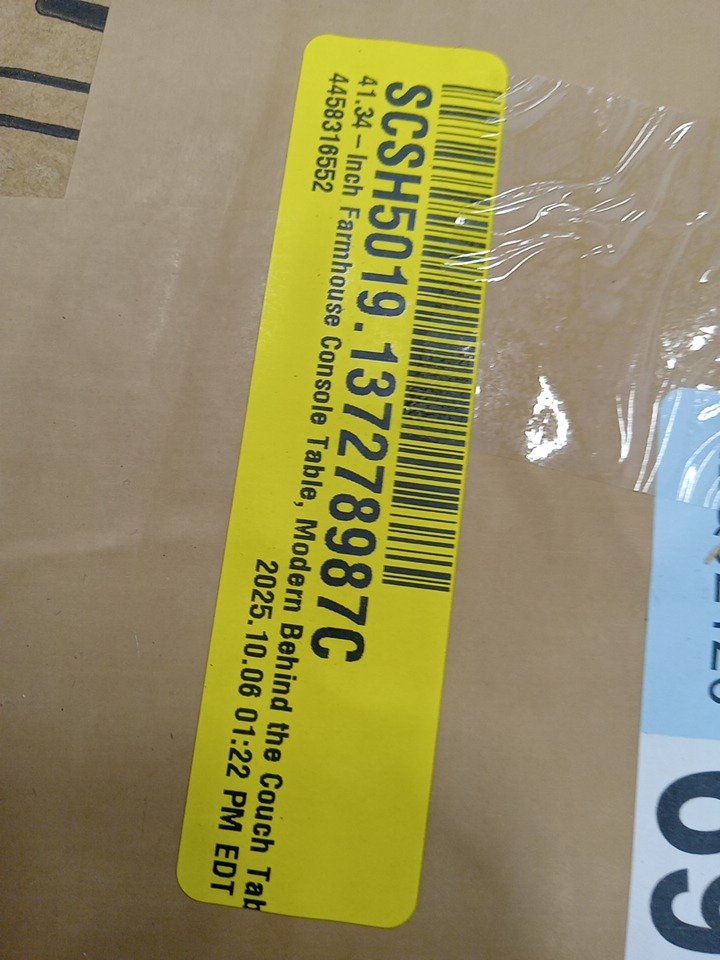 SCSH5019.137278987C
41.34-Inch Farmhouse Console Table, Modern Behind the Couch Tab
4458316552
2025.10.06 01:22 PM EDT
69